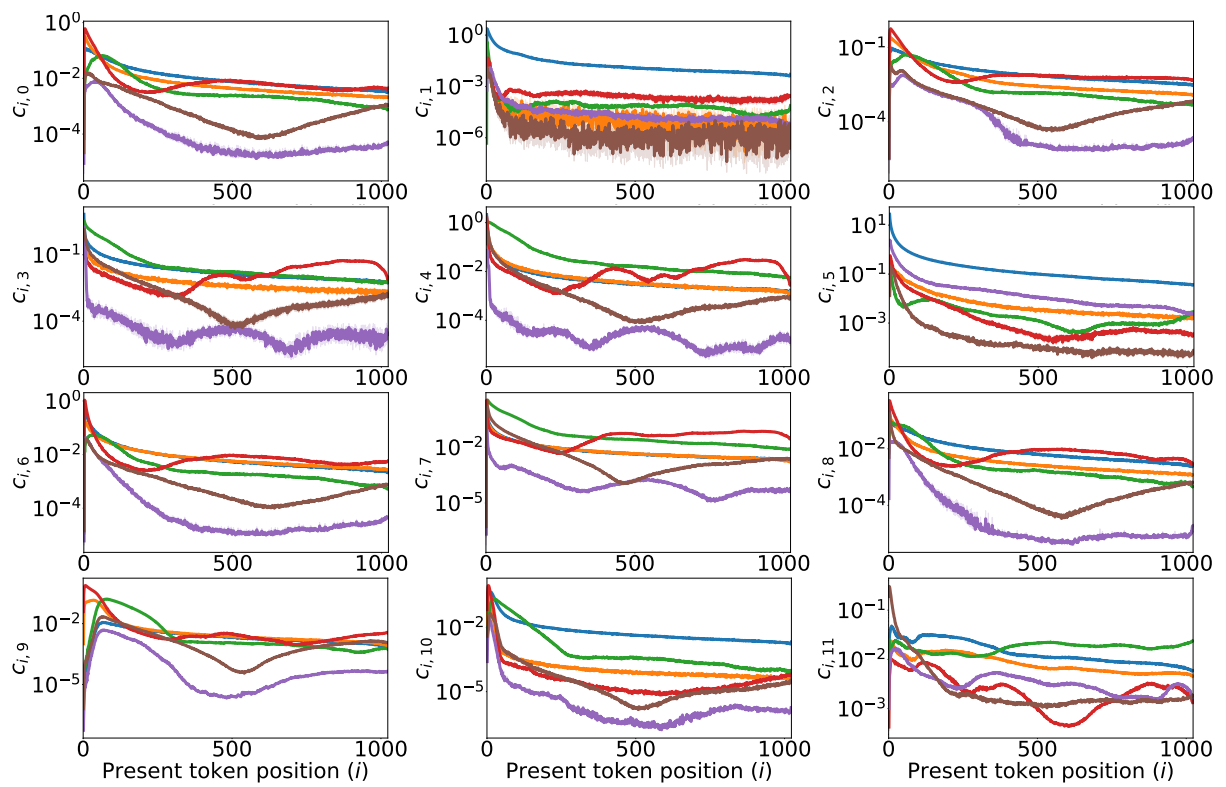 10^0 10^-2 10^-4 c_{i,0} 0 500 1000
10^0 10^-3 10^-6 c_{i,1} 0 500 1000
10^-1 10^-4 c_{i,2} 0 500 1000
10^-1 10^-4 c_{i,3} 0 500 1000
10^0 10^-2 10^-4 c_{i,4} 0 500 1000
10^1 10^-1 10^-3 c_{i,5} 0 500 1000
10^0 10^-2 10^-4 c_{i,6} 0 500 1000
10^-2 10^-5 c_{i,7} 0 500 1000
10^-2 10^-4 c_{i,8} 0 500 1000
10^-2 10^-5 c_{i,9} 0 500 1000
Present token position (i)
10^-2 10^-5 c_{i,10} 0 500 1000
Present token position (i)
10^-1 10^-2 10^-3 c_{i,11} 0 500 1000
Present token position (i)